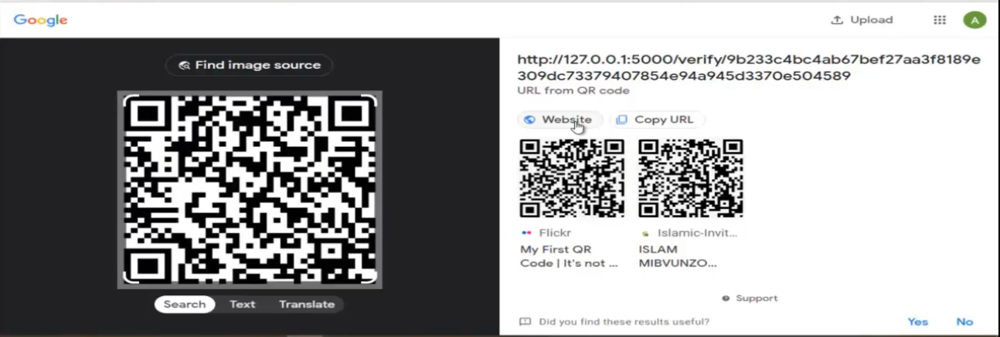 Google
Upload
A
Find image source
http://127.0.0.1:5000/verify/9b233c4bc4ab67bef27aa3f8189e
309dc73379407854e94a945d3370e504589
URL from QR code
Website
Copy URL
Flickr
Islamic-Invit...
My First QR
Code | It's not ...
ISLAM
MIBVUNZO...
Search
Text
Translate
Support
Did you find these results useful?
Yes
No